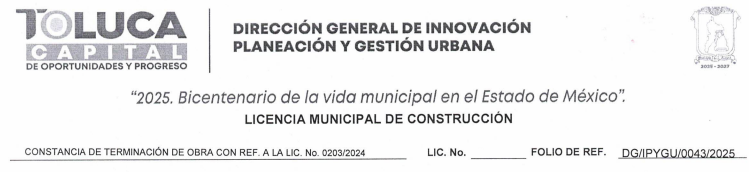 TOLUCA
CAPITAL
DE OPORTUNIDADES Y PROGRESO
DIRECCIÓN GENERAL DE INNOVACIÓN
PLANEACIÓN Y GESTIÓN URBANA
2025 - 2027
"2025. Bicentenario de la vida municipal en el Estado de México".
LICENCIA MUNICIPAL DE CONSTRUCCIÓN
CONSTANCIA DE TERMINACIÓN DE OBRA CON REF. A LA LIC. No. 0203/2024 LIC. No. ________ FOLIO DE REF. DG/IPYGU/0043/2025